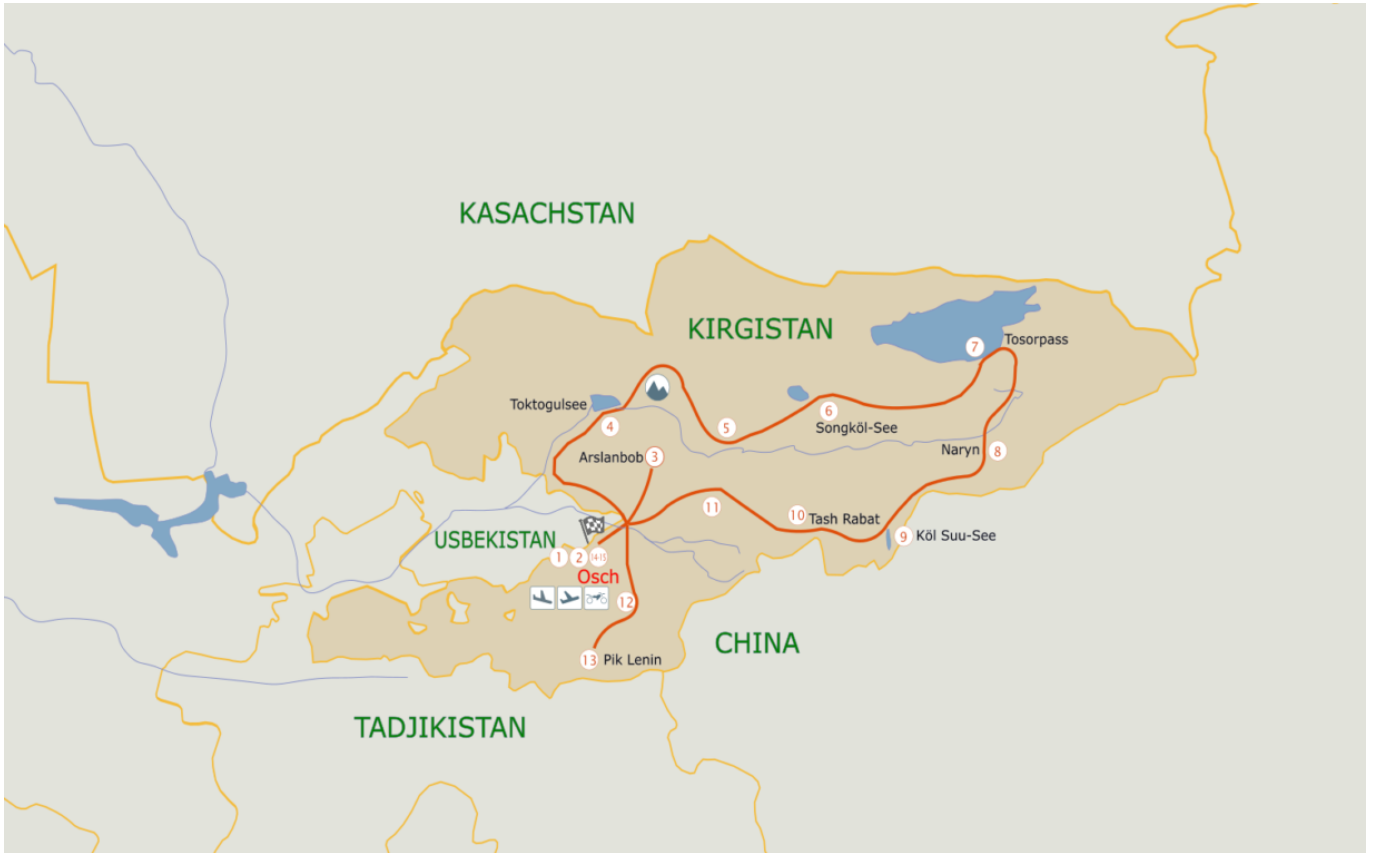 KASACHSTAN
KIRGISTAN
7
Tosorpass
Toktogulsee
4
5
6
Songköl-See
Arslanbob
3
Naryn
8
11
10
Tash Rabat
9
Köl Suu-See
USBEKISTAN
1
2
14-15
Osch
12
13
Pik Lenin
CHINA
TADJIKISTAN